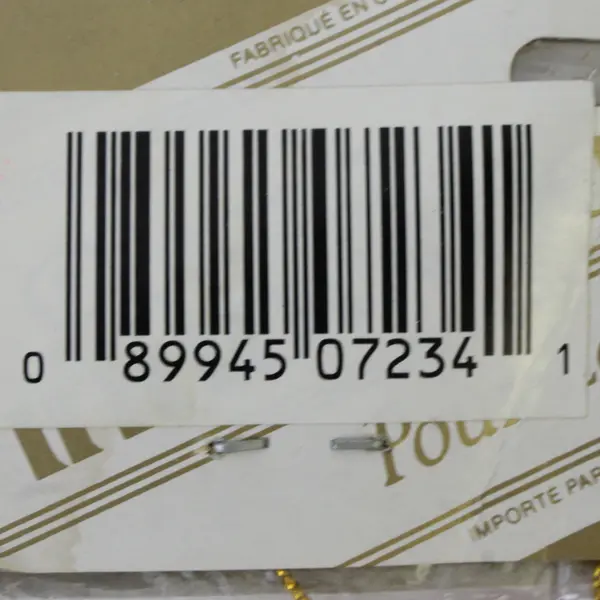 FABRIQUÉ EN
0 89945 07234 1
IMPORTE PAR